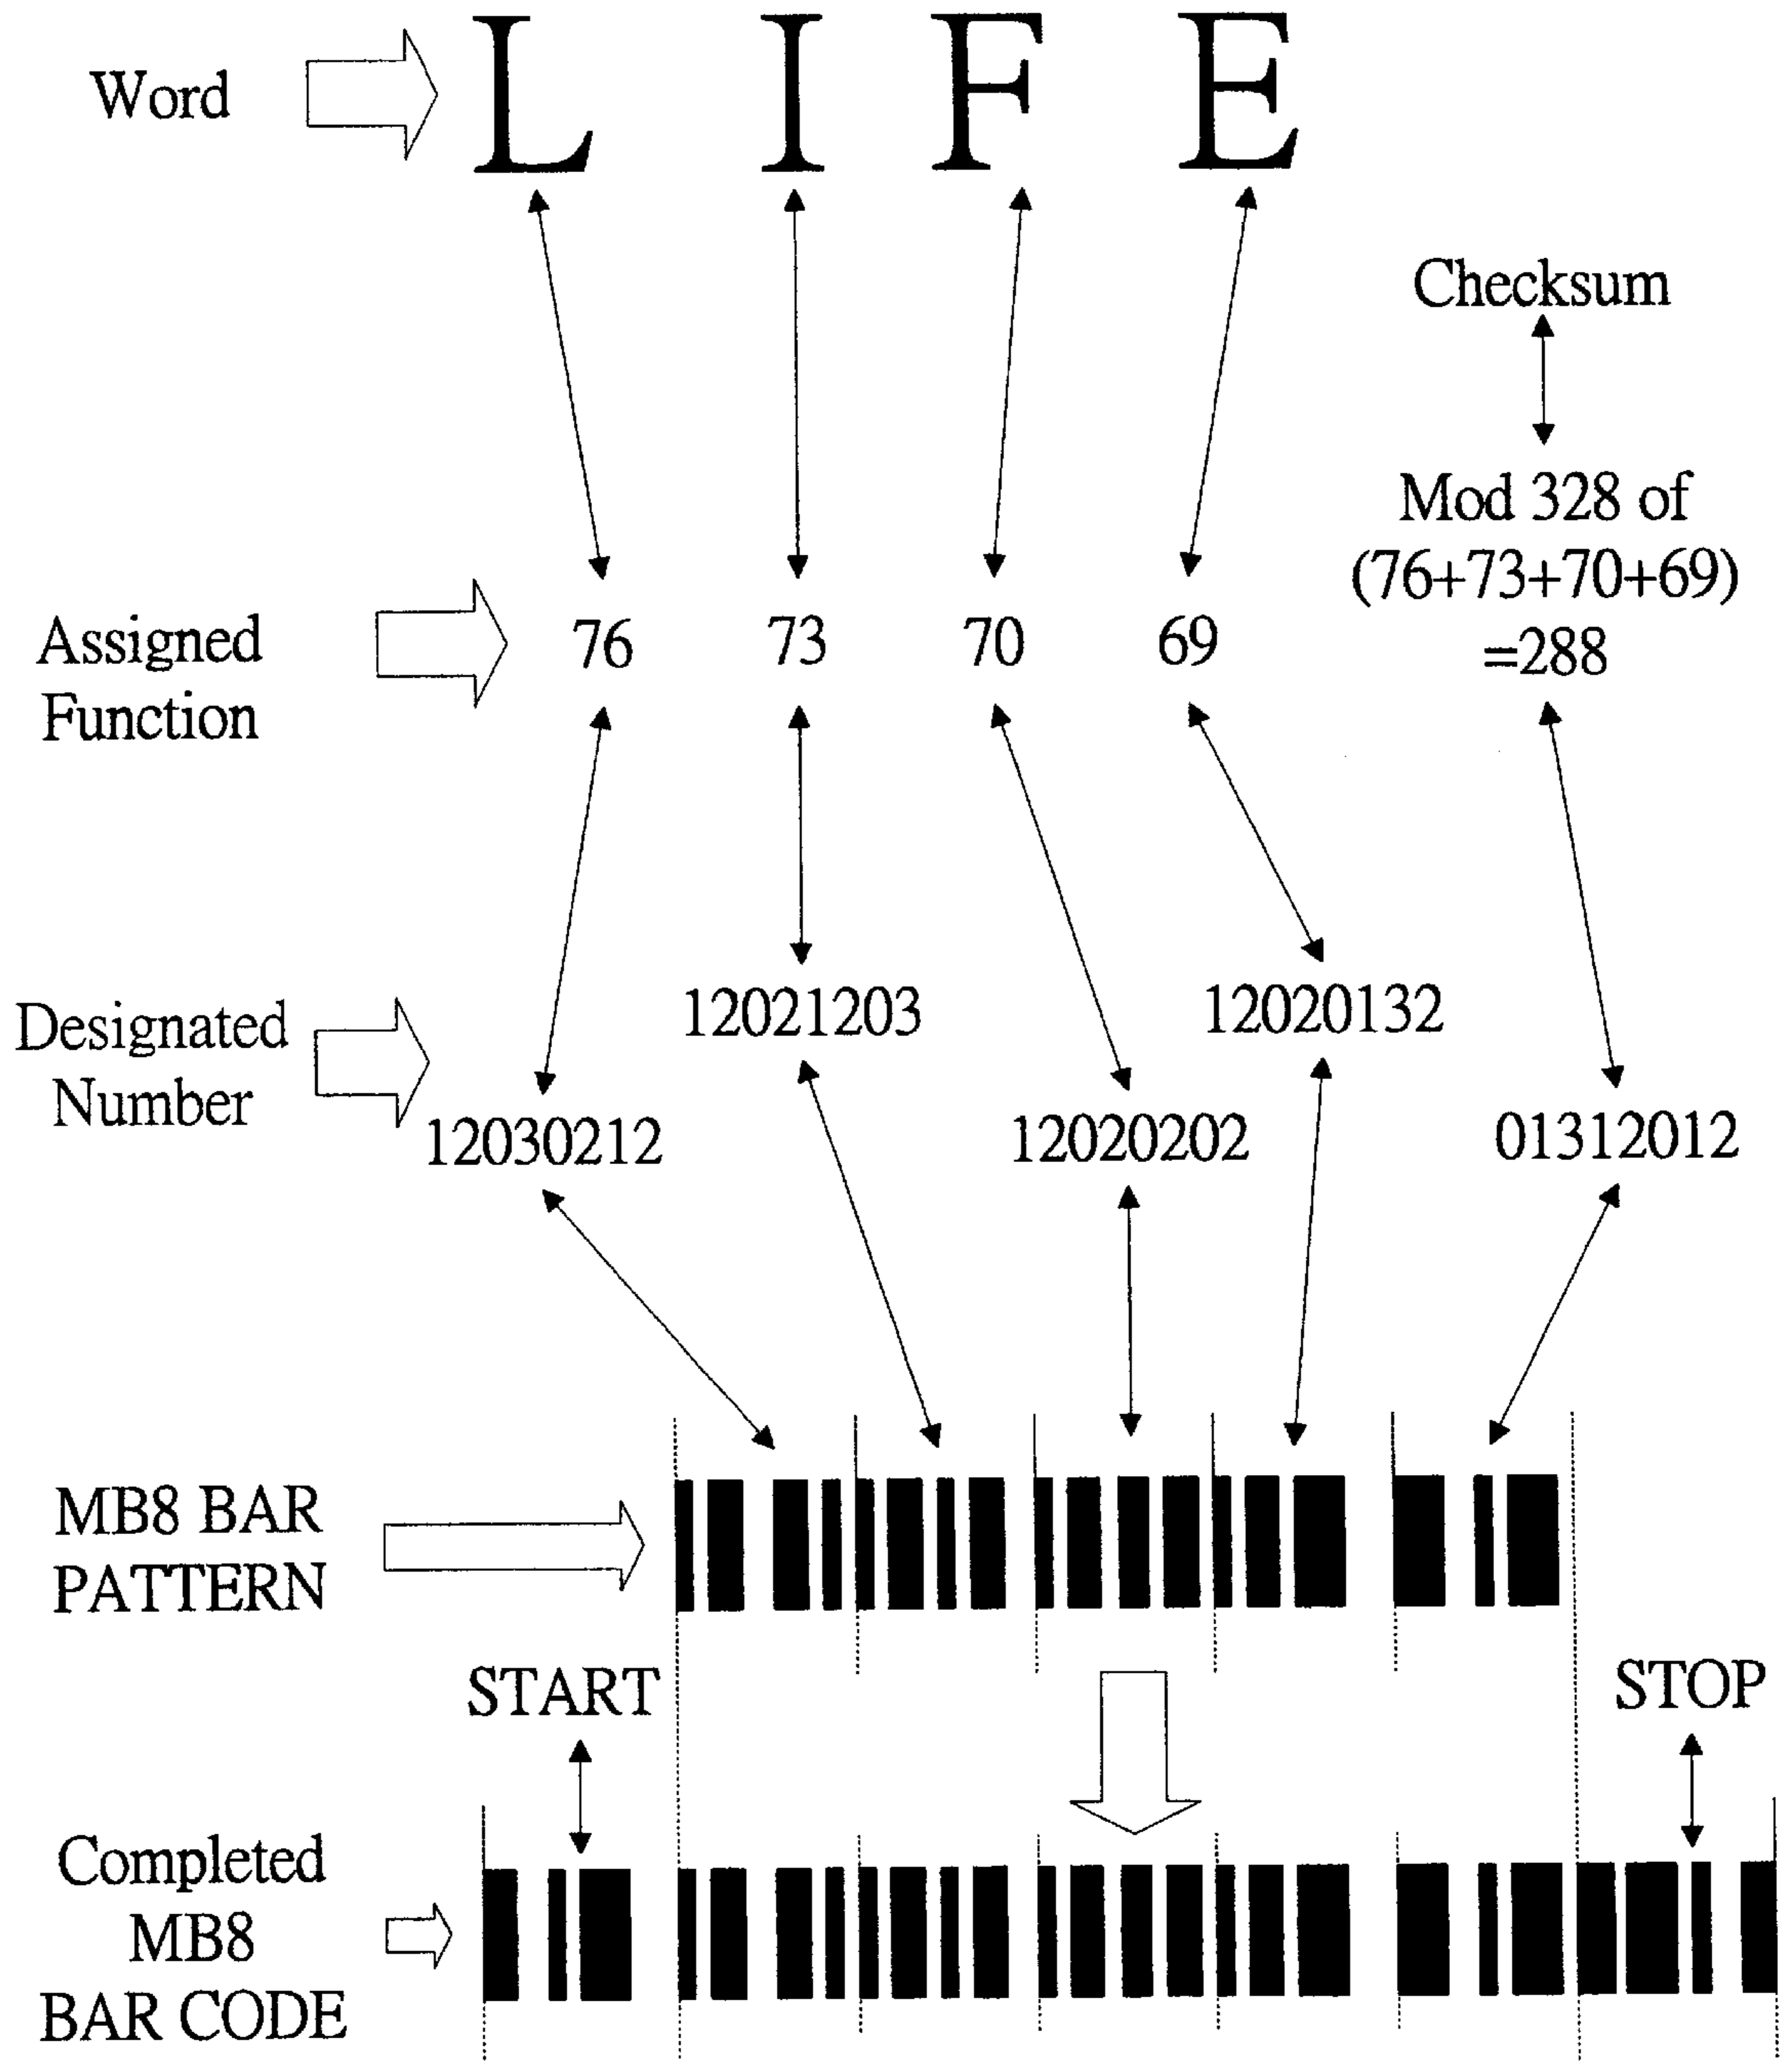 Word
L I F E
Checksum
Mod 328 of
(76+73+70+69)
=288
Assigned
Function
76 73 70 69
Designated
Number
12021203 12020132
12030212 12020202 01312012
MB8 BAR
PATTERN
START
STOP
Completed
MB8
BAR CODE